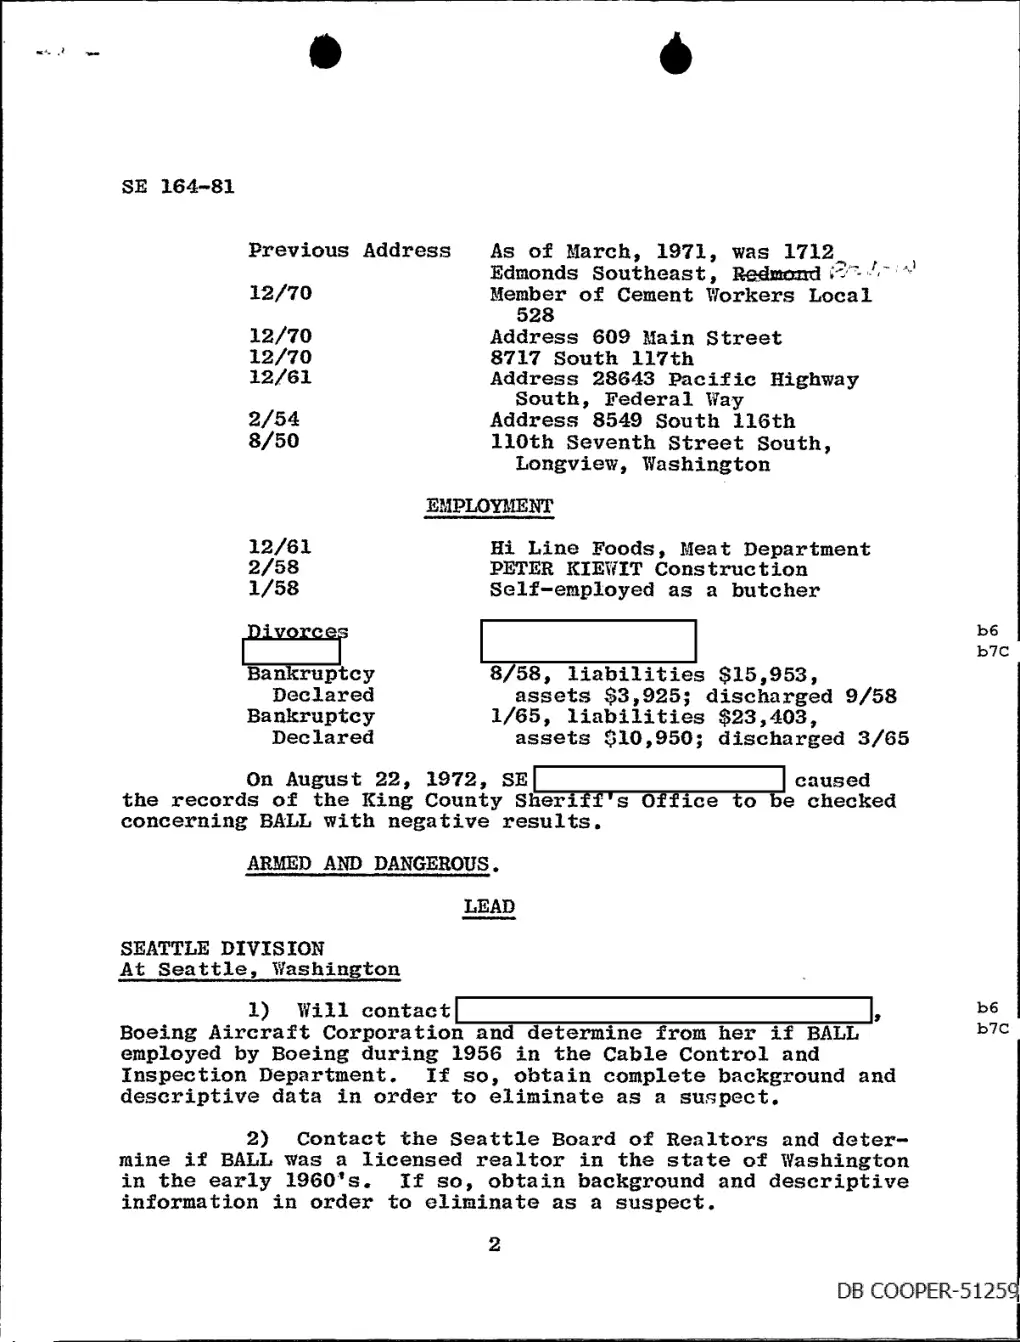 SE 164-81
Previous Address As of March, 1971, was 1712
Edmonds Southeast, Redmond
12/70 Member of Cement Workers Local
528
12/70 Address 609 Main Street
12/70 8717 South 117th
12/61 Address 28643 Pacific Highway
South, Federal Way
2/54 Address 8549 South 116th
8/50 110th Seventh Street South,
Longview, Washington
EMPLOYMENT
12/61 Hi Line Foods, Meat Department
2/58 PETER KIEWIT Construction
1/58 Self-employed as a butcher
Divorces b6
b7C
Bankruptcy 8/58, liabilities $15,953,
Declared assets $3,925; discharged 9/58
Bankruptcy 1/65, liabilities $23,403,
Declared assets $10,950; discharged 3/65
On August 22, 1972, SE caused
the records of the King County Sheriff's Office to be checked
concerning BALL with negative results.
ARMED AND DANGEROUS.
LEAD
SEATTLE DIVISION
At Seattle, Washington
1) Will contact , b6
Boeing Aircraft Corporation and determine from her if BALL b7C
employed by Boeing during 1956 in the Cable Control and
Inspection Department. If so, obtain complete background and
descriptive data in order to eliminate as a suspect.
2) Contact the Seattle Board of Realtors and deter-
mine if BALL was a licensed realtor in the state of Washington
in the early 1960's. If so, obtain background and descriptive
information in order to eliminate as a suspect.
2
DB COOPER-51259